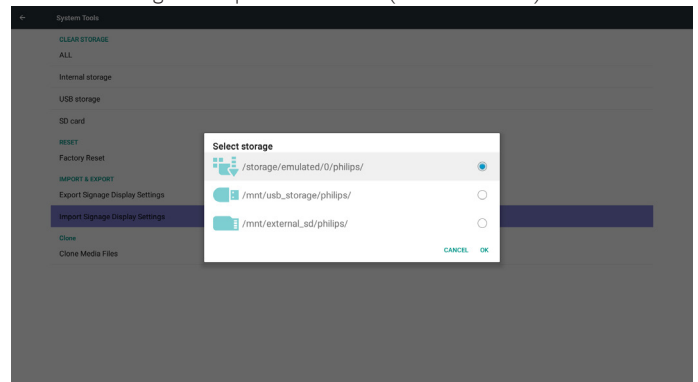 System Tools
CLEAR STORAGE
ALL
Internal storage
USB storage
SD card
RESET
Factory Reset
IMPORT & EXPORT
Export Signage Display Settings
Import Signage Display Settings
Clone
Clone Media Files
Select storage
/storage/emulated/0/philips/
/mnt/usb_storage/philips/
/mnt/external_sd/philips/
CANCEL OK